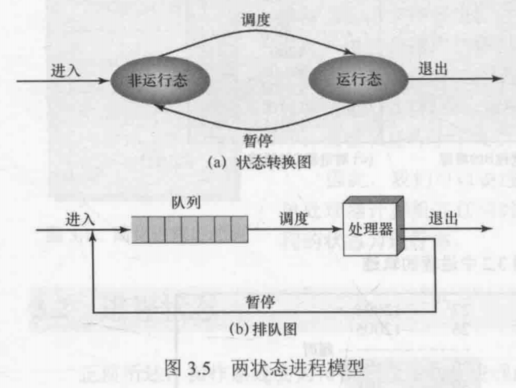 调度
进入
非运行态
运行态
退出
暂停
(a) 状态转换图
队列
进入
调度
处理器
退出
暂停
(b) 排队图
图 3.5 两状态进程模型